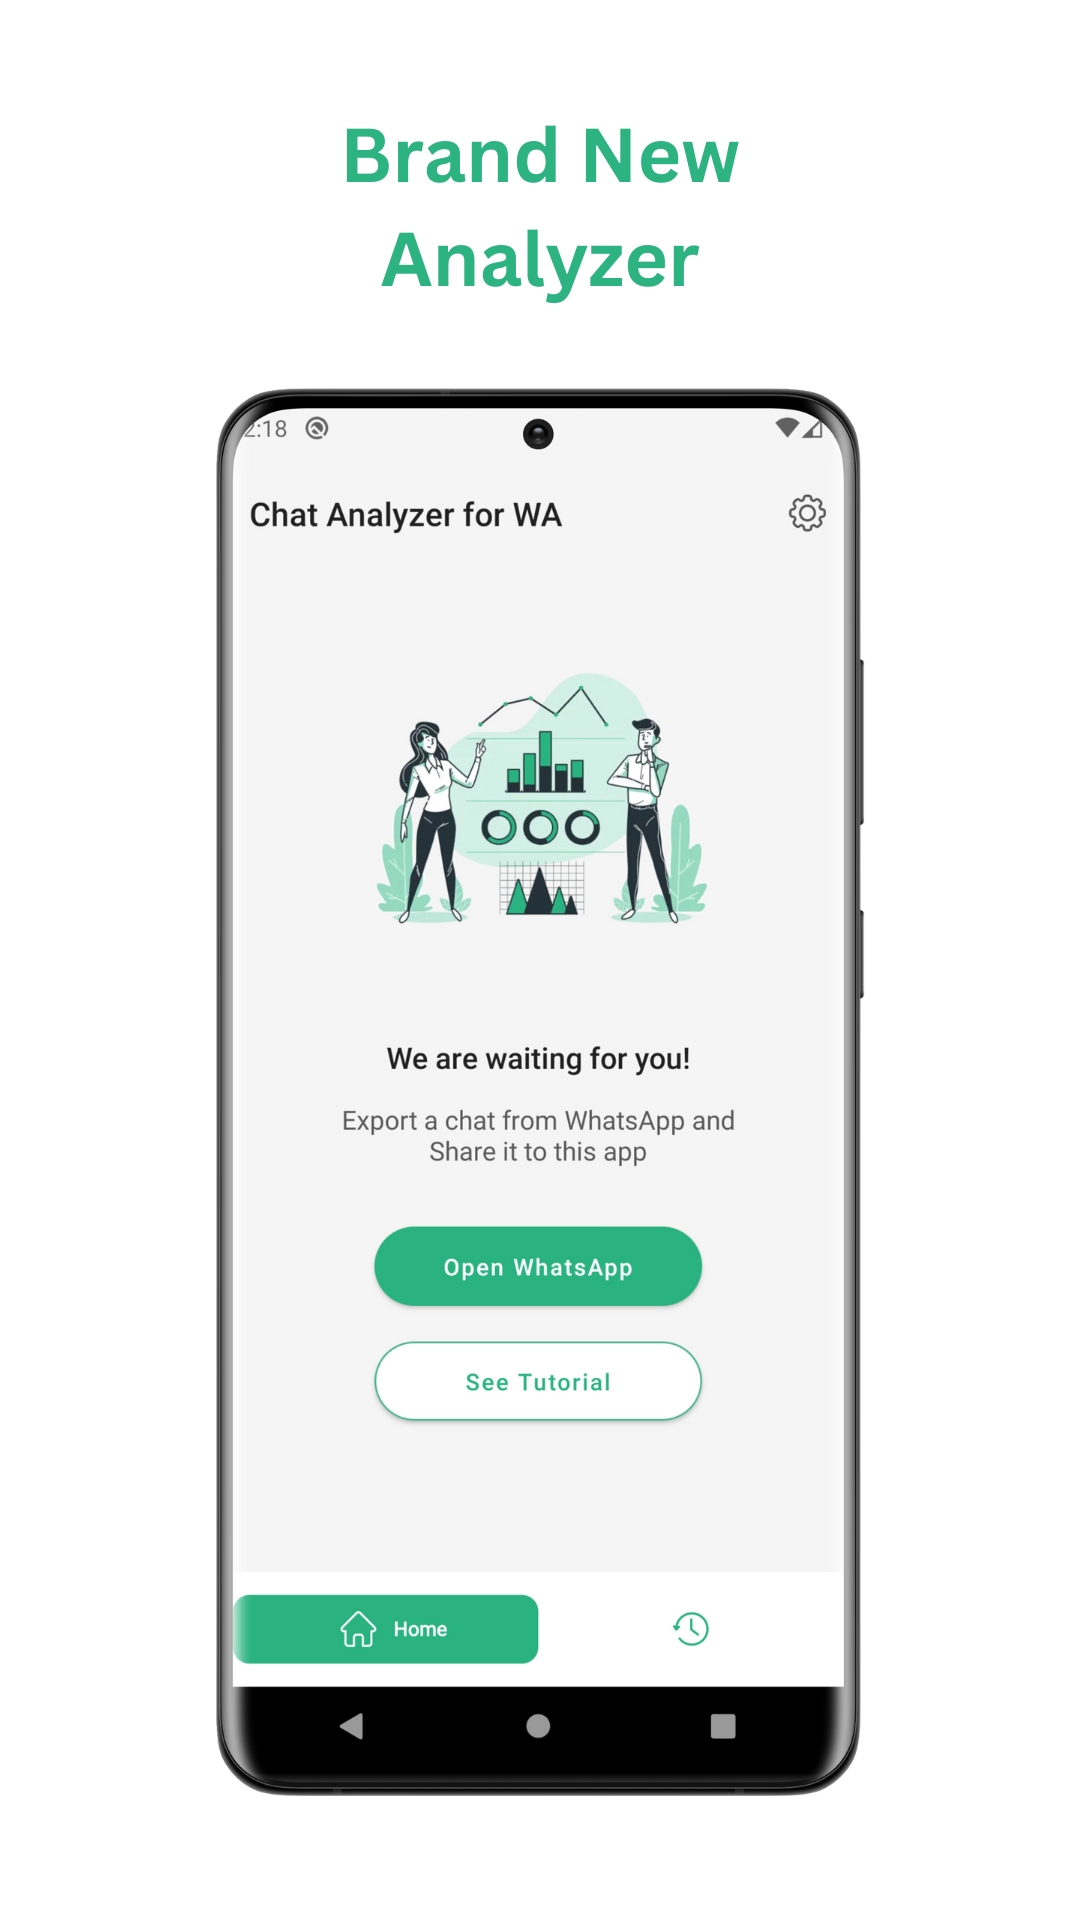 Brand New
Analyzer
2:18
Chat Analyzer for WA
We are waiting for you!
Export a chat from WhatsApp and
Share it to this app
Open WhatsApp
See Tutorial
Home